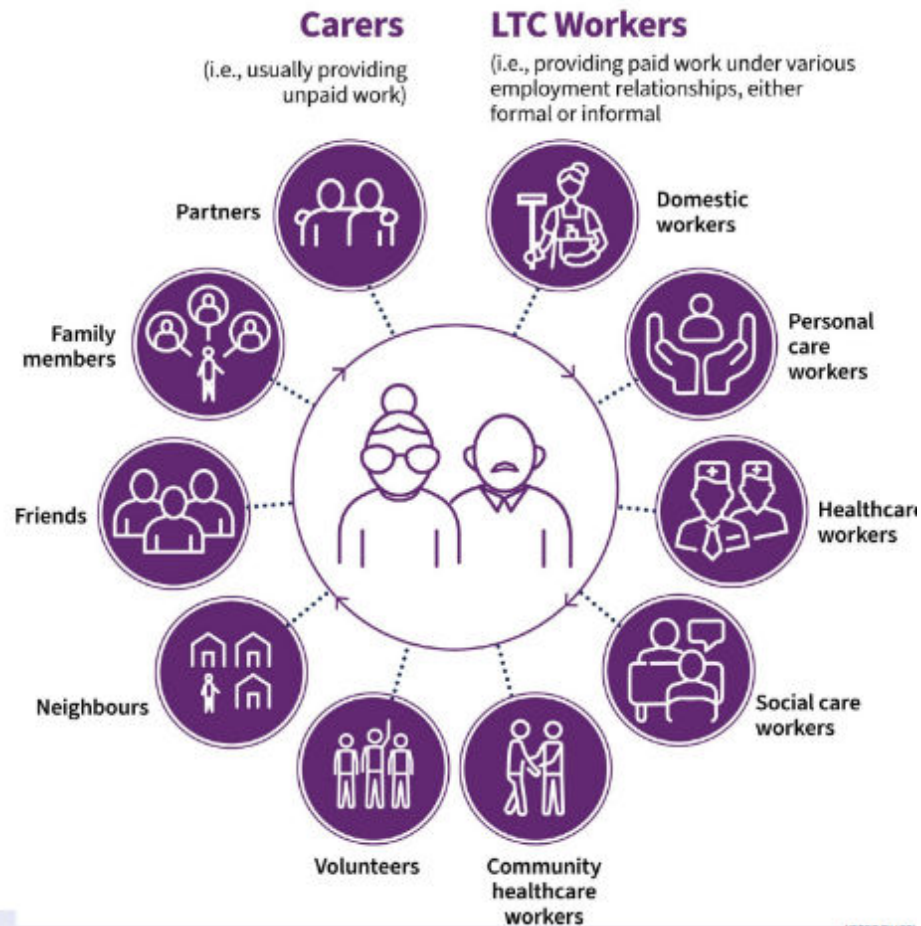 Carers
(i.e., usually providing
unpaid work)
LTC Workers
(i.e., providing paid work under various
employment relationships, either
formal or informal
Partners
Family
members
Friends
Neighbours
Volunteers
Domestic
workers
Personal
care
workers
Healthcare
workers
Social care
workers
Community
healthcare
workers